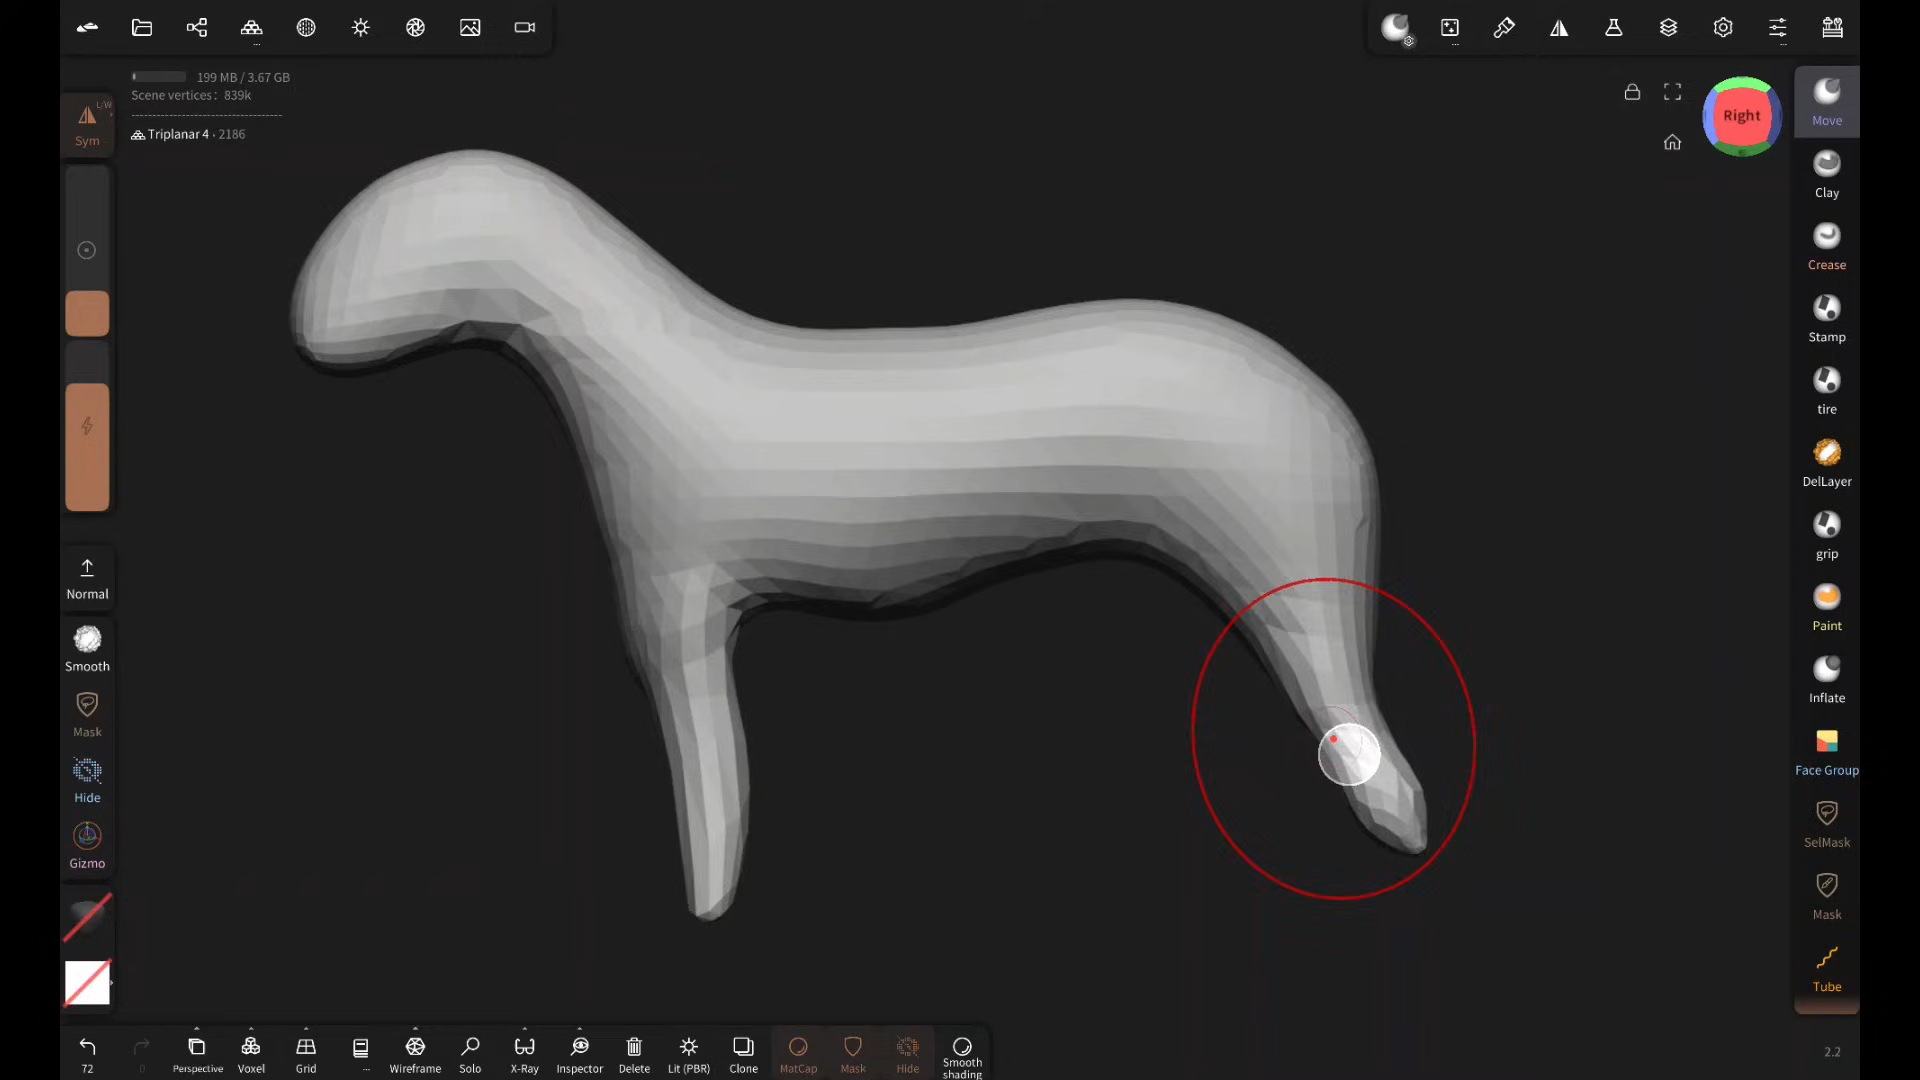 199 MB / 3.67 GB
Scene vertices: 839k
Triplanar 4 · 2186
L/W
Sym
Normal
Smooth
Mask
Hide
Gizmo
Right
Move
Clay
Crease
Stamp
tire
DelLayer
grip
Paint
Inflate
Face Group
SelMask
Mask
Tube
72
0
Perspective
Voxel
Grid
...
Wireframe
Solo
X-Ray
Inspector
Delete
Lit (PBR)
Clone
MatCap
Mask
Hide
Smooth
shading
2.2